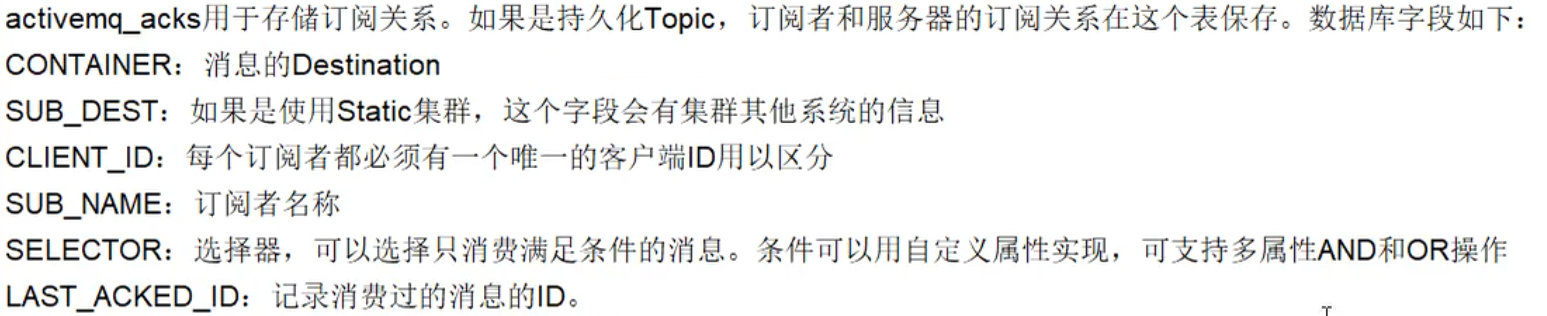 activemq_acks用于存储订阅关系。如果是持久化Topic，订阅者和服务器的订阅关系在这个表保存。数据库字段如下：
CONTAINER：消息的Destination
SUB_DEST：如果是使用Static集群，这个字段会有集群其他系统的信息
CLIENT_ID：每个订阅者都必须有一个唯一的客户端ID用以区分
SUB_NAME：订阅者名称
SELECTOR：选择器，可以选择只消费满足条件的消息。条件可以用自定义属性实现，可支持多属性AND和OR操作
LAST_ACKED_ID：记录消费过的消息的ID。